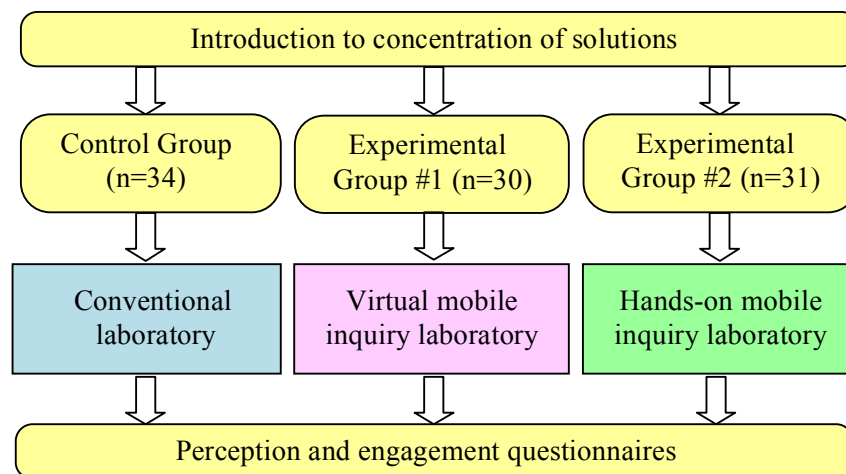 Introduction to concentration of solutions
Control Group
(n=34)
Experimental
Group #1 (n=30)
Experimental
Group #2 (n=31)
Conventional
laboratory
Virtual mobile
inquiry laboratory
Hands-on mobile
inquiry laboratory
Perception and engagement questionnaires